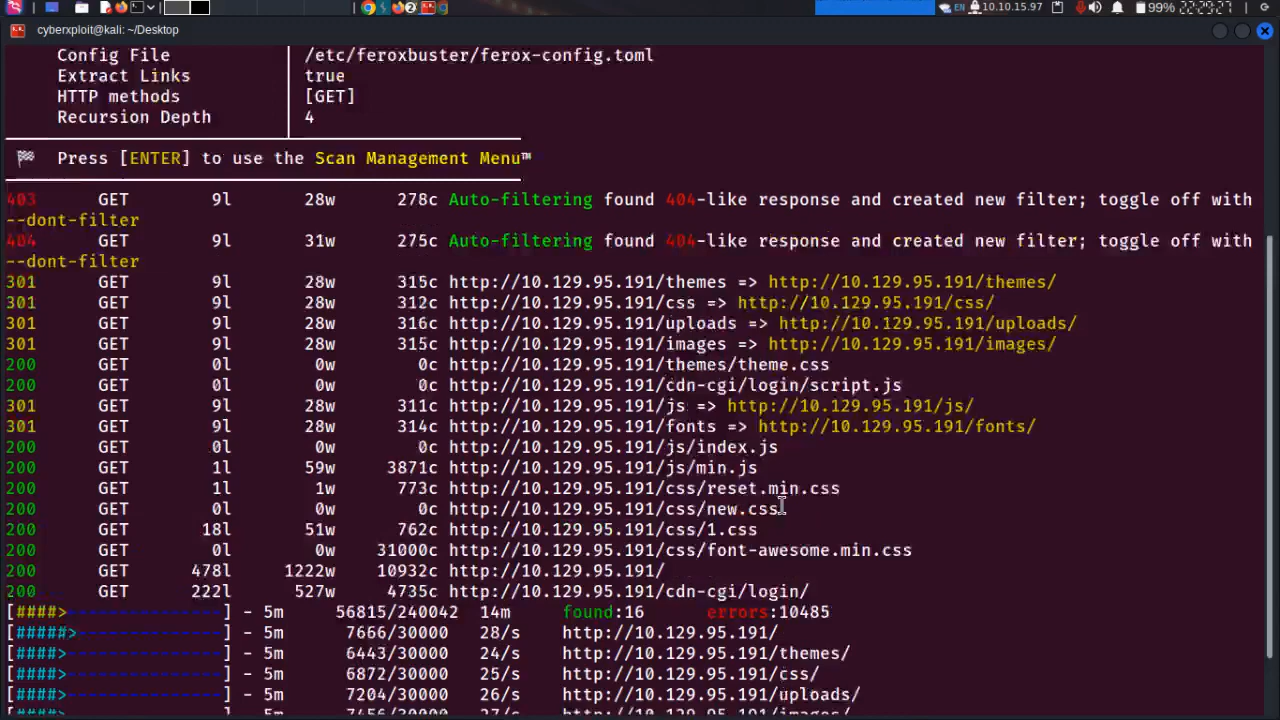 EN 10.10.15.97 99% 22:29:21
cyberxploit@kali: ~/Desktop
Config File │ /etc/feroxbuster/ferox-config.toml
Extract Links │ true
HTTP methods │ [GET]
Recursion Depth │ 4
Press [ENTER] to use the Scan Management Menu™
403 GET 9l 28w 278c Auto-filtering found 404-like response and created new filter; toggle off with
--dont-filter
404 GET 9l 31w 275c Auto-filtering found 404-like response and created new filter; toggle off with
--dont-filter
301 GET 9l 28w 315c http://10.129.95.191/themes => http://10.129.95.191/themes/
301 GET 9l 28w 312c http://10.129.95.191/css => http://10.129.95.191/css/
301 GET 9l 28w 316c http://10.129.95.191/uploads => http://10.129.95.191/uploads/
301 GET 9l 28w 315c http://10.129.95.191/images => http://10.129.95.191/images/
200 GET 0l 0w 0c http://10.129.95.191/themes/theme.css
200 GET 0l 0w 0c http://10.129.95.191/cdn-cgi/login/script.js
301 GET 9l 28w 311c http://10.129.95.191/js => http://10.129.95.191/js/
301 GET 9l 28w 314c http://10.129.95.191/fonts => http://10.129.95.191/fonts/
200 GET 0l 0w 0c http://10.129.95.191/js/index.js
200 GET 1l 59w 3871c http://10.129.95.191/js/min.js
200 GET 1l 1w 773c http://10.129.95.191/css/reset.min.css
200 GET 0l 0w 0c http://10.129.95.191/css/new.css
200 GET 18l 51w 762c http://10.129.95.191/css/1.css
200 GET 0l 0w 31000c http://10.129.95.191/css/font-awesome.min.css
200 GET 478l 1222w 10932c http://10.129.95.191/
200 GET 222l 527w 4735c http://10.129.95.191/cdn-cgi/login/
[####>---------------] - 5m 56815/240042 14m found:16 errors:10485
[#####>--------------] - 5m 7666/30000 28/s http://10.129.95.191/
[####>---------------] - 5m 6443/30000 24/s http://10.129.95.191/themes/
[####>---------------] - 5m 6872/30000 25/s http://10.129.95.191/css/
[####>---------------] - 5m 7204/30000 26/s http://10.129.95.191/uploads/
[####>---------------] - 5m 7456/30000 27/s http://10.129.95.191/images/